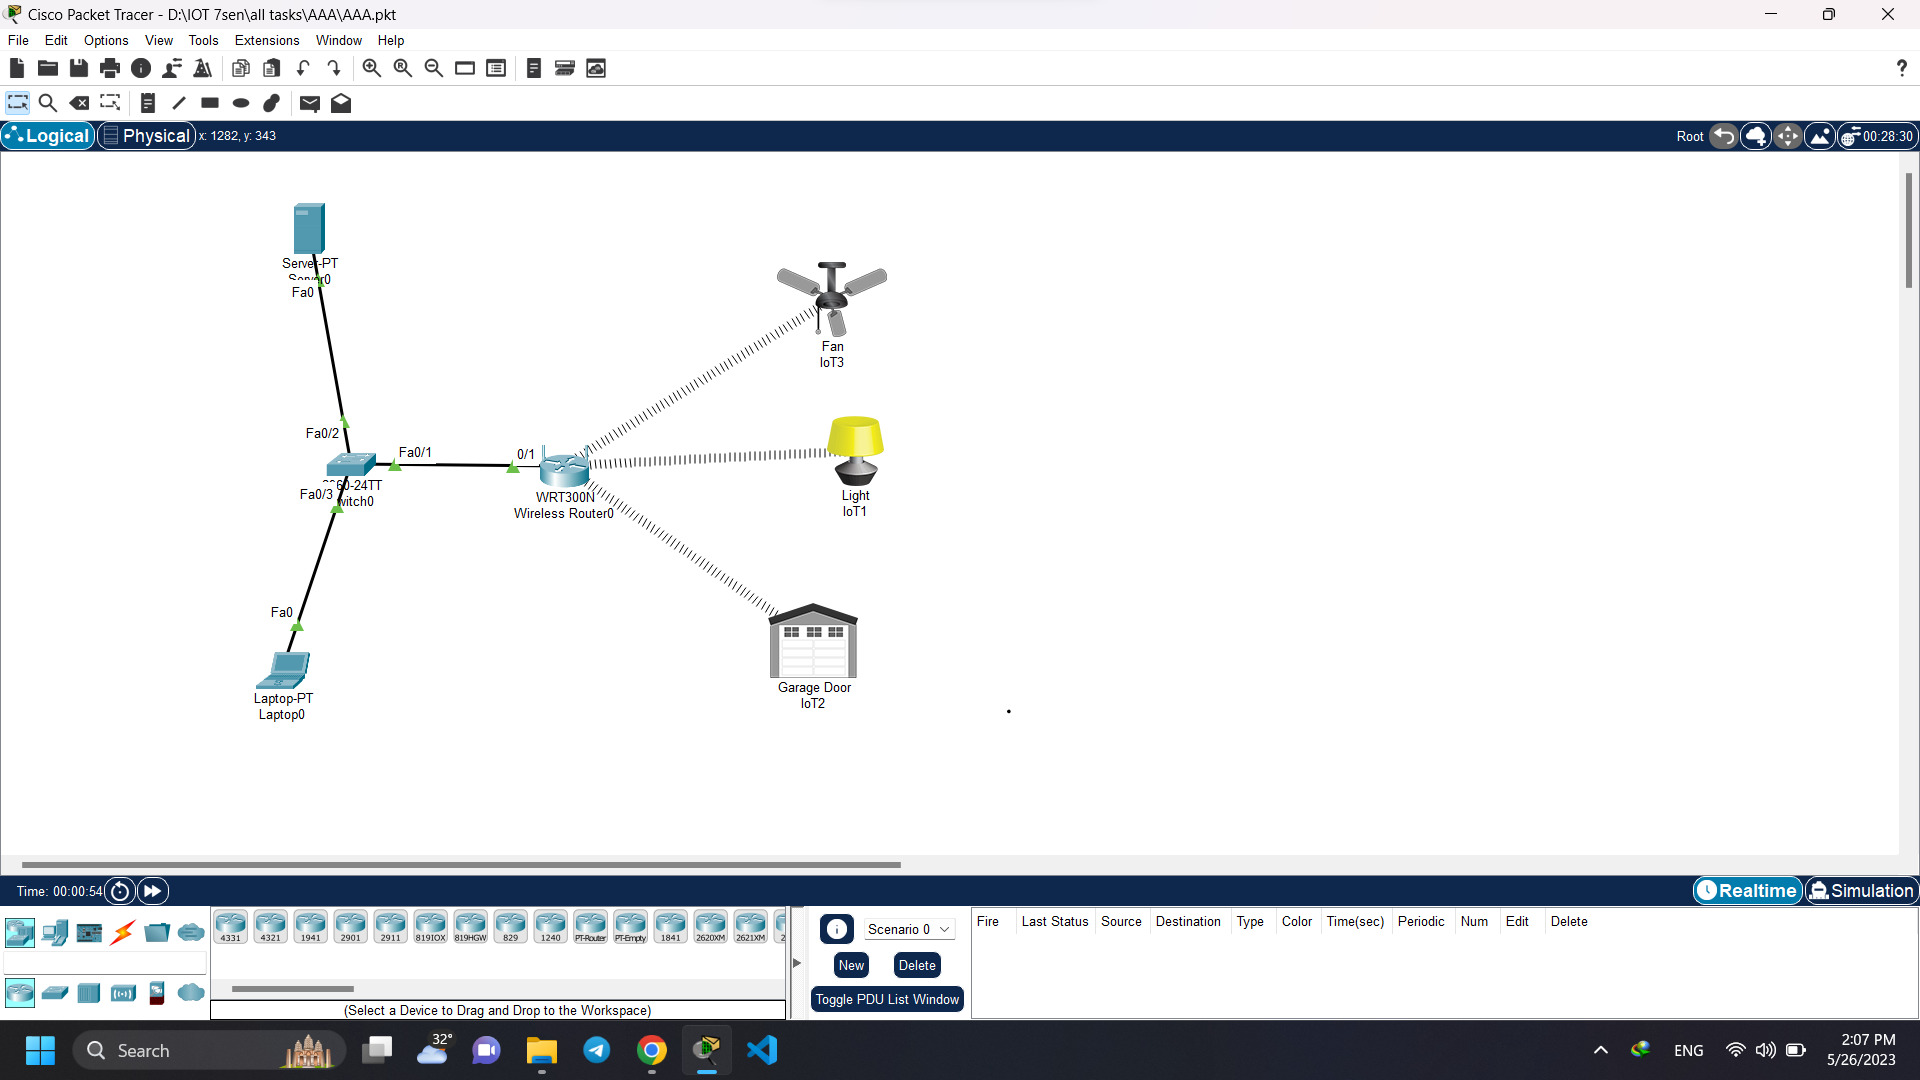 Cisco Packet Tracer - D:\IOT 7sen\all tasks\AAA\AAA.pkt
File Edit Options View Tools Extensions Window Help
?
Logical Physical x: 1282, y: 343 Root 00:28:30
Server-PT
Server0
Fa0
Fan
IoT3
Fa0/2
Fa0/1
0/1
Fa0/3
60-24TT
witch0
WRT300N
Wireless Router0
Light
IoT1
Fa0
Laptop-PT
Laptop0
Garage Door
IoT2
Time: 00:00:54 Realtime Simulation
4331 4321 1941 2901 2911 819IOX 819HGW 829 1240 PT-Router PT-Empty 1841 2620XM 2621XM 2
(Select a Device to Drag and Drop to the Workspace)
Scenario 0
New Delete
Toggle PDU List Window
Fire Last Status Source Destination Type Color Time(sec) Periodic Num Edit Delete
Search
32°
ENG
2:07 PM
5/26/2023